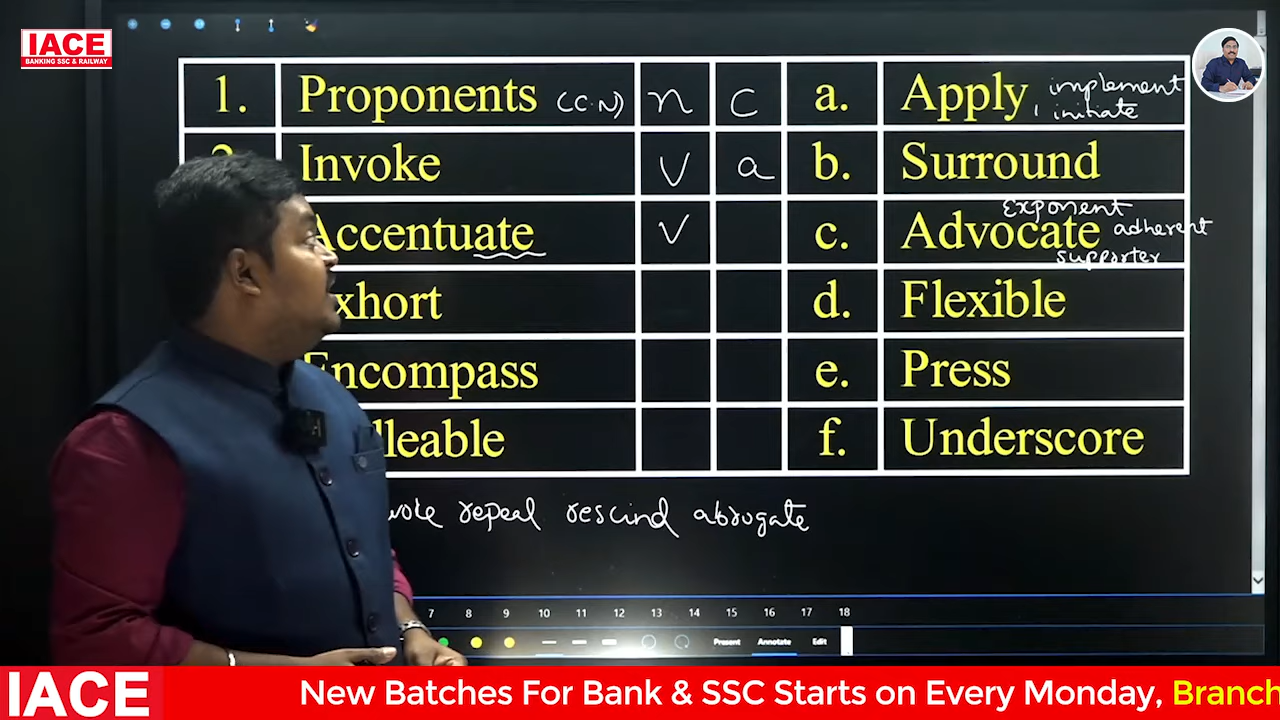 IACE
BANKING SSC & RAILWAY
1. Proponents (C.N) n c a. Apply implement
, initiate
Invoke v a b. Surround
Exponent
Accentuate v c. Advocate adherent
supporter
xhort d. Flexible
Encompass e. Press
lleable f. Underscore
voke repeal rescind abrogate
7 8 9 10 11 12 13 14 15 16 17 18
Present Annotate Edit
IACE New Batches For Bank & SSC Starts on Every Monday, Branch